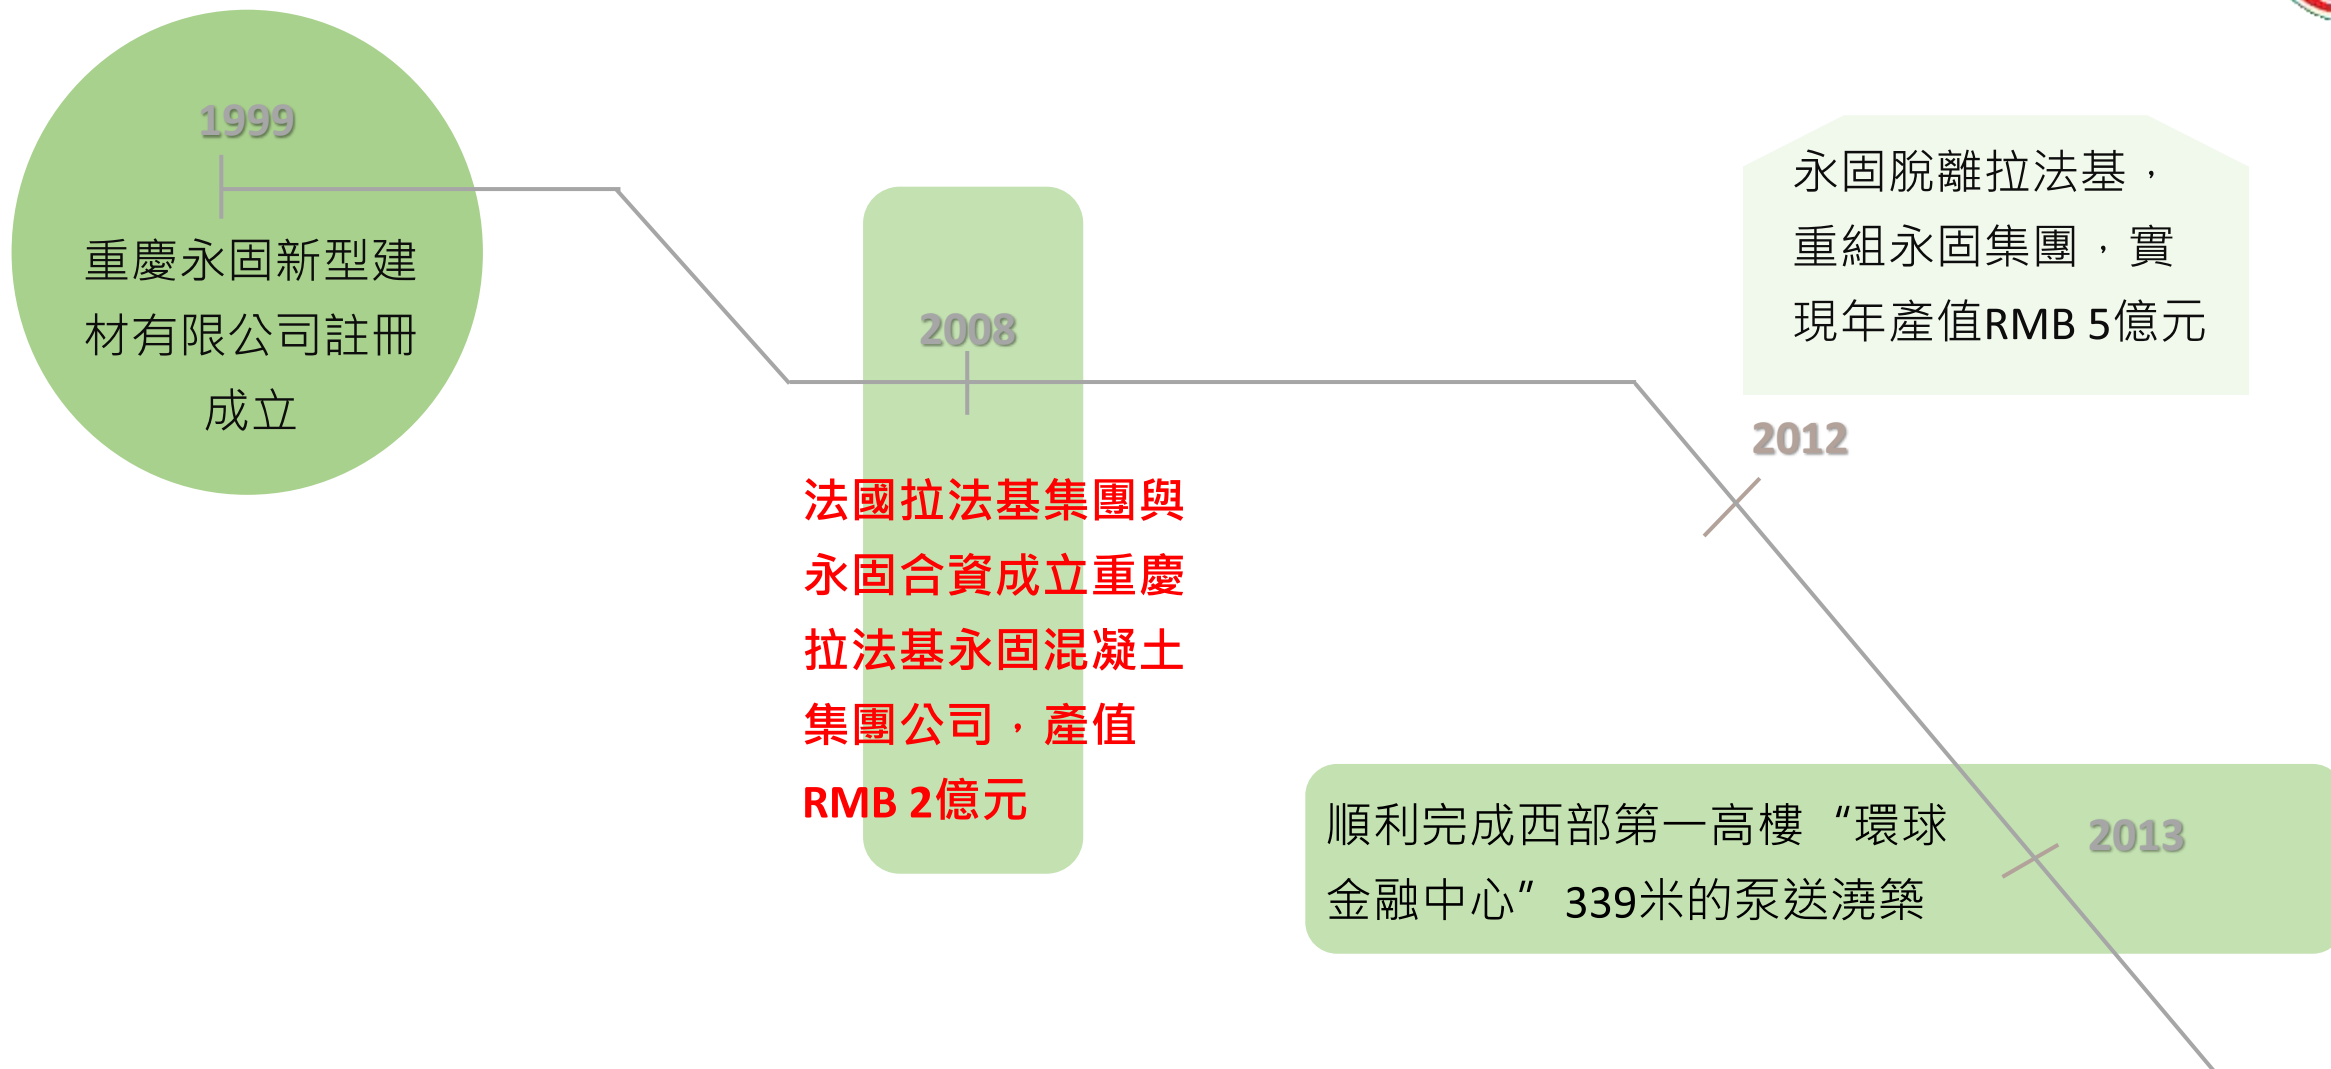 1999
重慶永固新型建
材有限公司註冊
成立
2008
法國拉法基集團與
永固合資成立重慶
拉法基永固混凝土
集團公司，產值
RMB 2億元
永固脫離拉法基，
重組永固集團，實
現年產值RMB 5億元
2012
順利完成西部第一高樓“環球
金融中心”339米的泵送澆築
2013